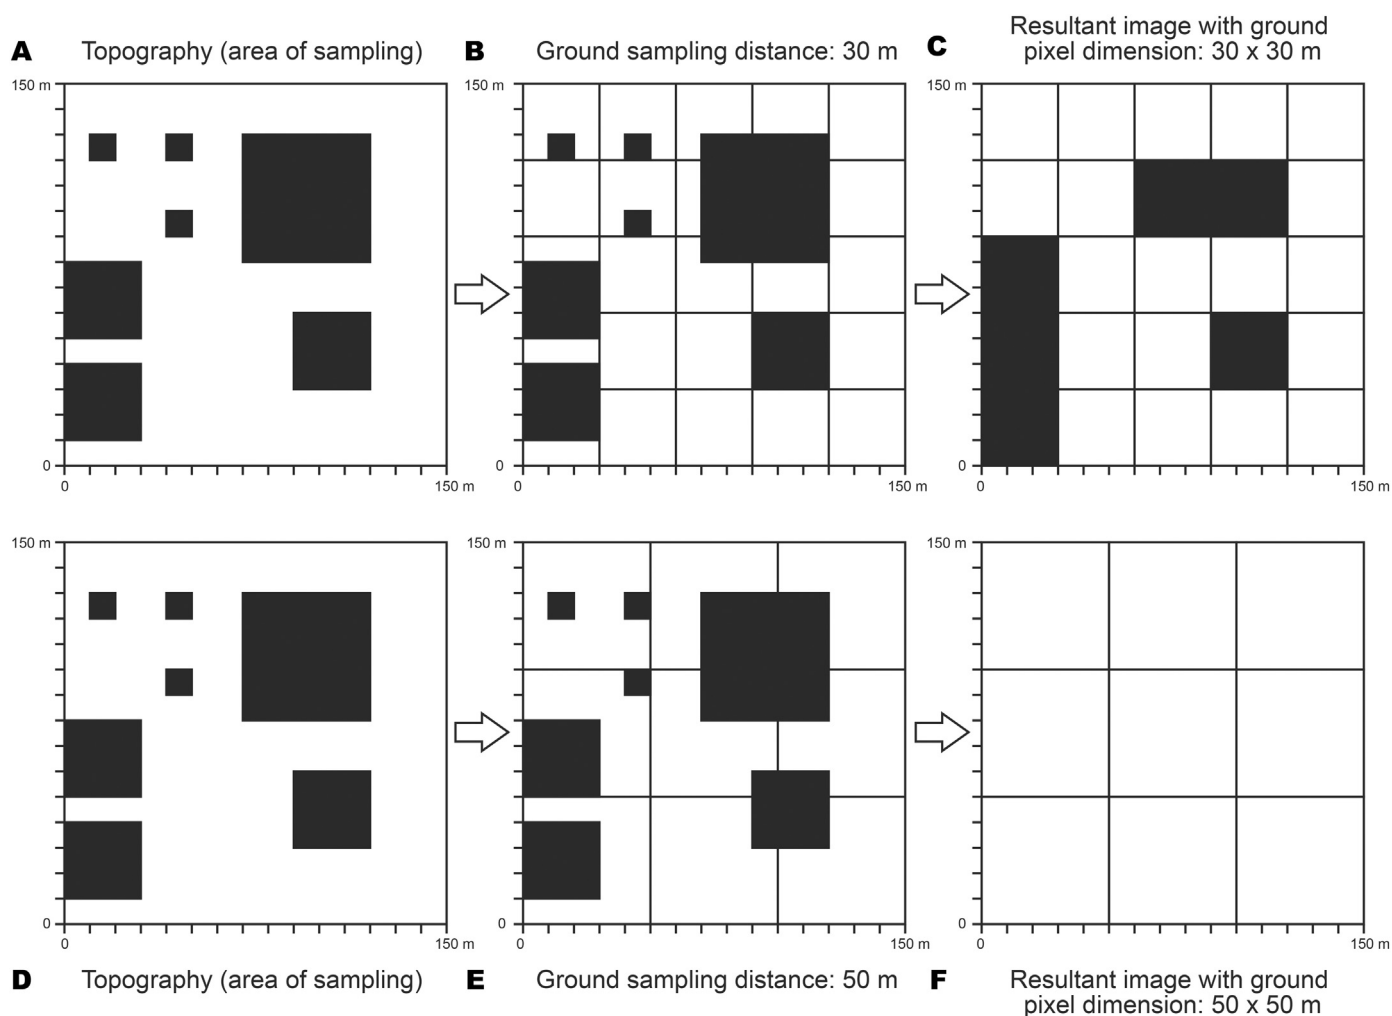 A
Topography (area of sampling)
B
Ground sampling distance: 30 m
C
Resultant image with ground
pixel dimension: 30 x 30 m
150 m
0
0
150 m
150 m
0
0
150 m
150 m
0
0
150 m
150 m
0
0
150 m
150 m
0
0
150 m
150 m
0
0
150 m
D
Topography (area of sampling)
E
Ground sampling distance: 50 m
F
Resultant image with ground
pixel dimension: 50 x 50 m